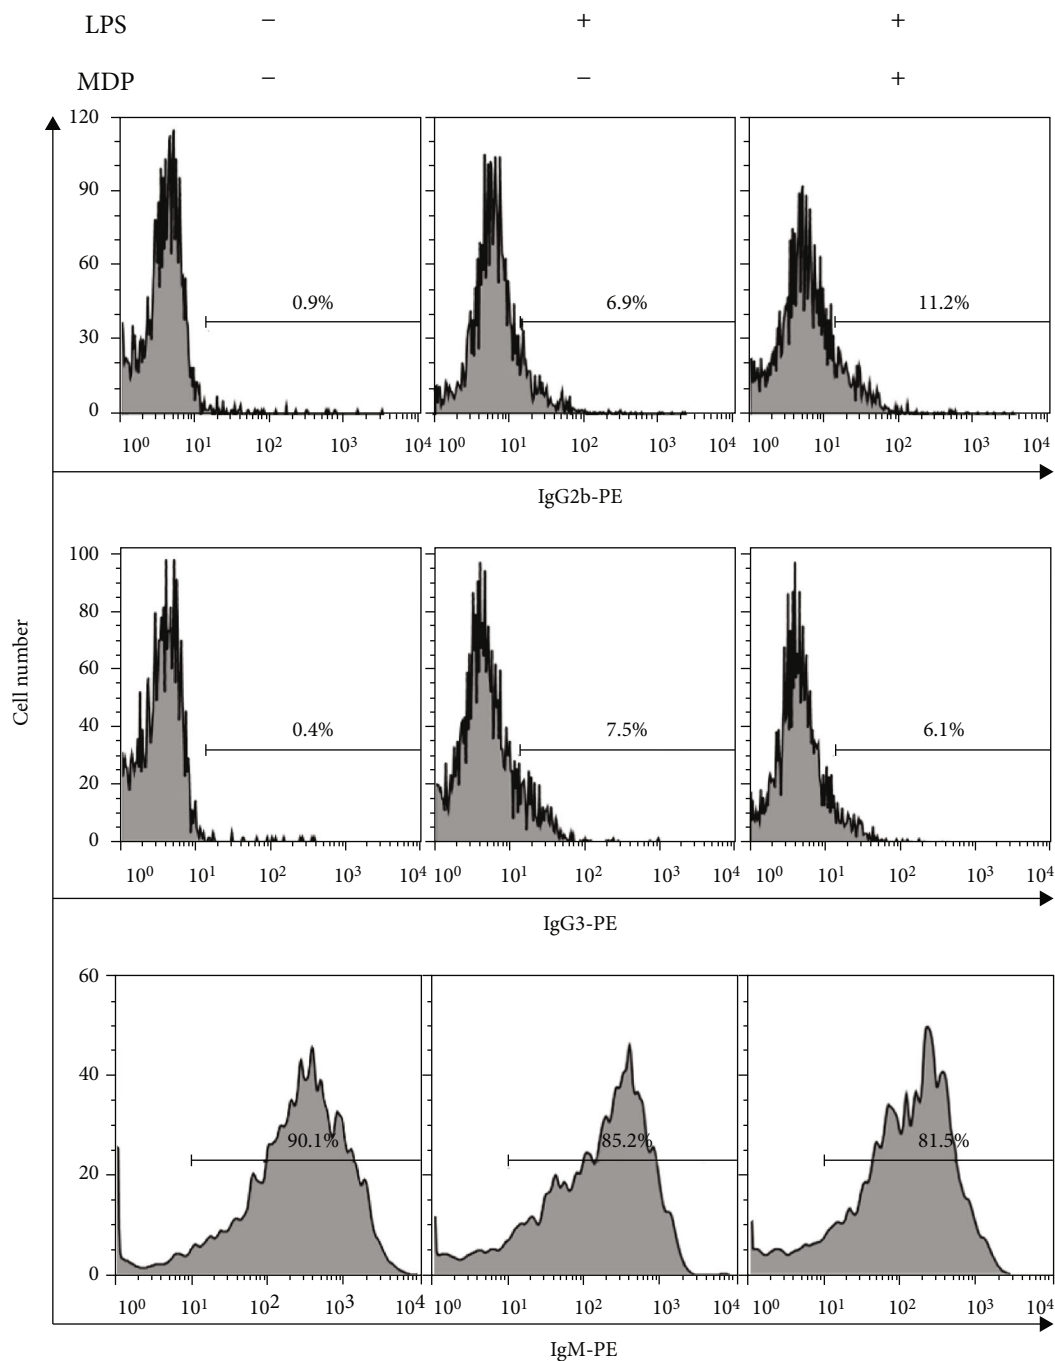 LPS − + +
MDP − − +
120
90
60
30
0
0.9% 6.9% 11.2%
10⁰ 10¹ 10² 10³ 10⁴ 10⁰ 10¹ 10² 10³ 10⁴ 10⁰ 10¹ 10² 10³ 10⁴
IgG2b-PE
Cell number
100
80
60
40
20
0
0.4% 7.5% 6.1%
10⁰ 10¹ 10² 10³ 10⁴ 10⁰ 10¹ 10² 10³ 10⁴ 10⁰ 10¹ 10² 10³ 10⁴
IgG3-PE
60
40
20
0
90.1% 85.2% 81.5%
10⁰ 10¹ 10² 10³ 10⁴ 10⁰ 10¹ 10² 10³ 10⁴ 10⁰ 10¹ 10² 10³ 10⁴
IgM-PE